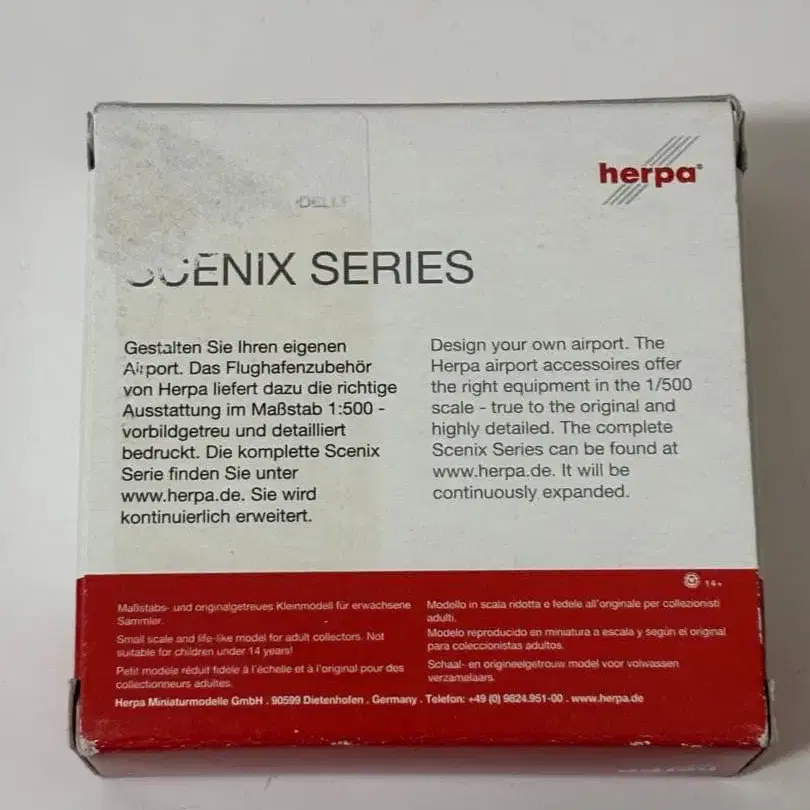 herpa®
SCENIX SERIES
Gestalten Sie Ihren eigenen
Airport. Das Flughafenzubehör
von Herpa liefert dazu die richtige
Ausstattung im Maßstab 1:500 -
vorbildgetreu und detailliert
bedruckt. Die komplette Scenix
Serie finden Sie unter
www.herpa.de. Sie wird
kontinuierlich erweitert.
Design your own airport. The
Herpa airport accessoires offer
the right equipment in the 1/500
scale - true to the original and
highly detailed. The complete
Scenix Series can be found at
www.herpa.de. It will be
continuously expanded.
14+
Maßstabs- und originalgetreues Kleinmodell für erwachsene
Sammler.
Small scale and life-like model for adult collectors. Not
suitable for children under 14 years!
Petit modèle réduit fidèle à l'échelle et à l'original pour des
collectionneurs adultes.
Modello in scala ridotta e fedele all'originale per collezionisti
adulti.
Modelo reproducido en miniatura a escala y según el original
para coleccionistas adultos.
Schaal- en origineelgetrouw model voor volwassen
verzamelaars.
Herpa Miniaturmodelle GmbH . 90599 Dietenhofen . Germany . Telefon: +49 (0) 9824.951-00 . www.herpa.de